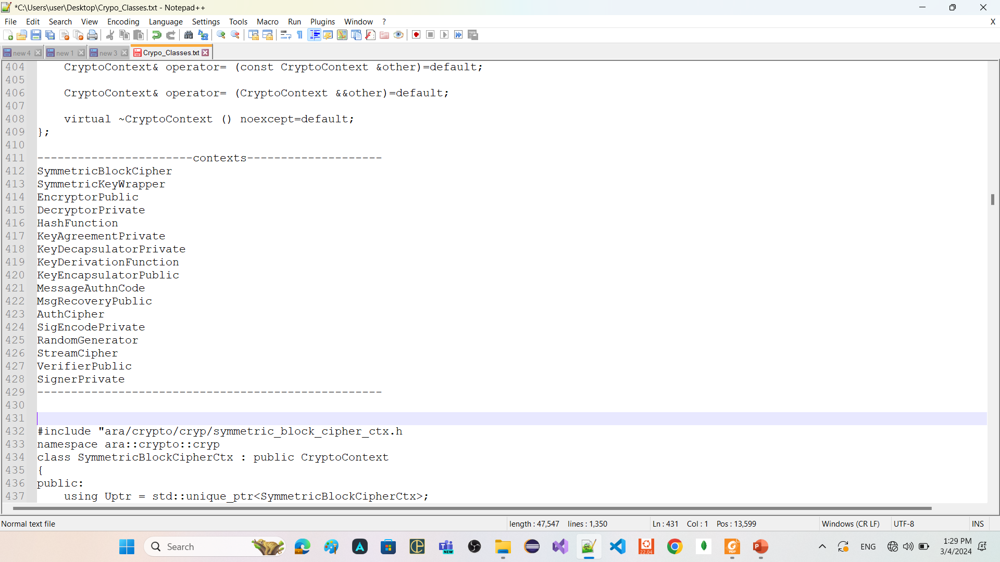 *C:\Users\user\Desktop\Crypo_Classes.txt - Notepad++
File Edit Search View Encoding Language Settings Tools Macro Run Plugins Window ? X
new 4 new 1 new 3 Crypo_Classes.txt
404 CryptoContext& operator= (const CryptoContext &other)=default;
405
406 CryptoContext& operator= (CryptoContext &&other)=default;
407
408 virtual ~CryptoContext () noexcept=default;
409 };
410
411 -----------------------contexts--------------------
412 SymmetricBlockCipher
413 SymmetricKeyWrapper
414 EncryptorPublic
415 DecryptorPrivate
416 HashFunction
417 KeyAgreementPrivate
418 KeyDecapsulatorPrivate
419 KeyDerivationFunction
420 KeyEncapsulatorPublic
421 MessageAuthnCode
422 MsgRecoveryPublic
423 AuthCipher
424 SigEncodePrivate
425 RandomGenerator
426 StreamCipher
427 VerifierPublic
428 SignerPrivate
429 ---------------------------------------------------
430
431
432 #include "ara/crypto/cryp/symmetric_block_cipher_ctx.h
433 namespace ara::crypto::cryp
434 class SymmetricBlockCipherCtx : public CryptoContext
435 {
436 public:
437 using Uptr = std::unique_ptr<SymmetricBlockCipherCtx>;
Normal text file length : 47,547 lines : 1,350 Ln : 431 Col : 1 Pos : 13,599 Windows (CR LF) UTF-8 INS
Search NEW 22.04 PDF P ENG 1:29 PM
3/4/2024